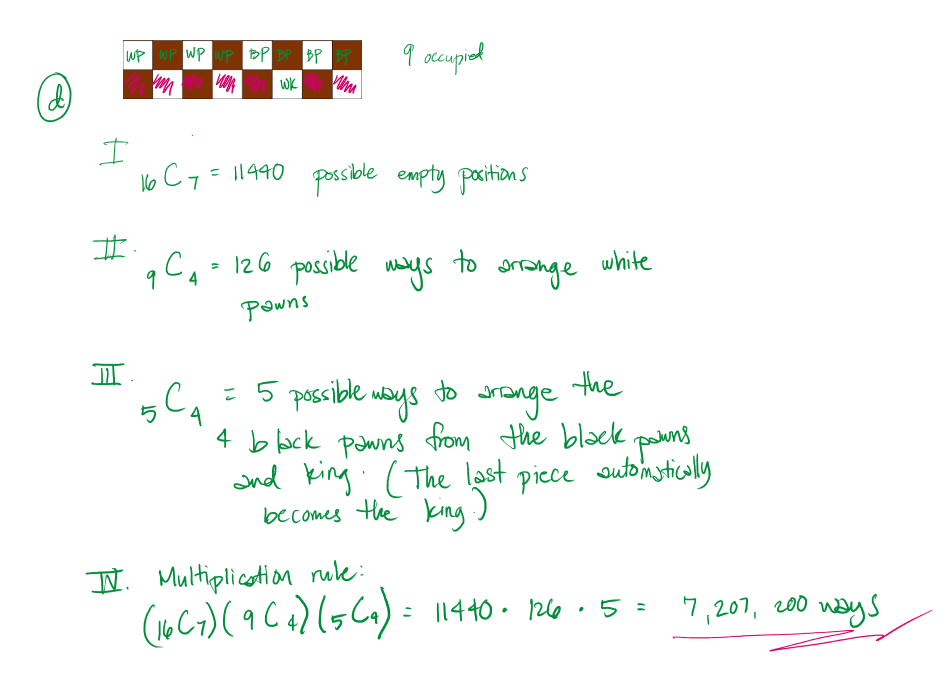 WP WP WP WP BP BP BP BP
9 occupied
WK
d
I
16C7 = 11440 possible empty positions
II.
9C4 = 126 possible ways to arrange white
pawns
III.
5C4 = 5 possible ways to arrange the
4 black pawns from the black pawns
and king. (The last piece automatically
becomes the king.)
IV. Multiplication rule:
(16C7)(9C4)(5C4) = 11440 · 126 · 5 = 7,207,200 ways